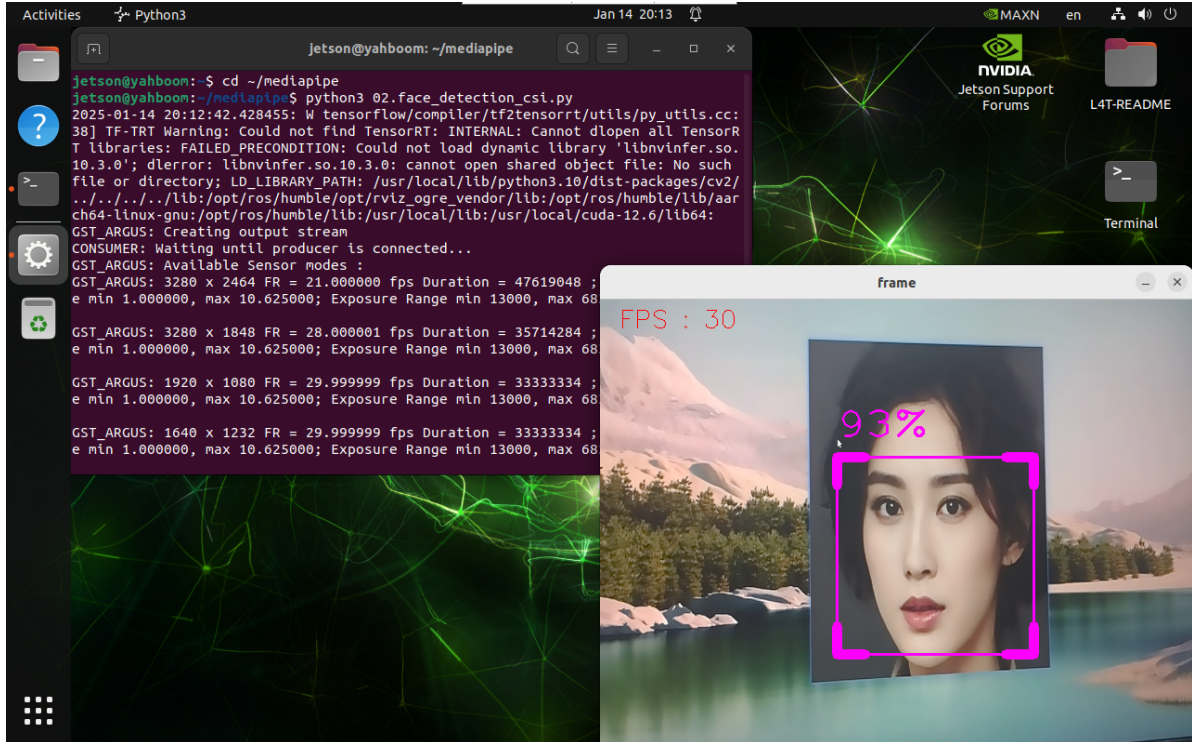 Activities Python3 Jan 14 20:13 MAXN en
jetson@yahboom: ~/mediapipe
jetson@yahboom:~$ cd ~/mediapipe
jetson@yahboom:~/mediapipe$ python3 02.face_detection_csi.py
2025-01-14 20:12:42.428455: W tensorflow/compiler/tf2tensorrt/utils/py_utils.cc:
38] TF-TRT Warning: Could not find TensorRT: INTERNAL: Cannot dlopen all TensorR
T libraries: FAILED_PRECONDITION: Could not load dynamic library 'libnvinfer.so.
10.3.0'; dlerror: libnvinfer.so.10.3.0: cannot open shared object file: No such
file or directory; LD_LIBRARY_PATH: /usr/local/lib/python3.10/dist-packages/cv2/
../../../../lib:/opt/ros/humble/opt/rviz_ogre_vendor/lib:/opt/ros/humble/lib/aar
ch64-linux-gnu:/opt/ros/humble/lib:/usr/local/lib:/usr/local/cuda-12.6/lib64:
GST_ARGUS: Creating output stream
CONSUMER: Waiting until producer is connected...
GST_ARGUS: Available Sensor modes :
GST_ARGUS: 3280 x 2464 FR = 21.000000 fps Duration = 47619048 ;
e min 1.000000, max 10.625000; Exposure Range min 13000, max 68
GST_ARGUS: 3280 x 1848 FR = 28.000001 fps Duration = 35714284 ;
e min 1.000000, max 10.625000; Exposure Range min 13000, max 68
GST_ARGUS: 1920 x 1080 FR = 29.999999 fps Duration = 33333334 ;
e min 1.000000, max 10.625000; Exposure Range min 13000, max 68
GST_ARGUS: 1640 x 1232 FR = 29.999999 fps Duration = 33333334 ;
e min 1.000000, max 10.625000; Exposure Range min 13000, max 68
NVIDIA.
Jetson Support
Forums
L4T-README
Terminal
frame
FPS : 30
93%